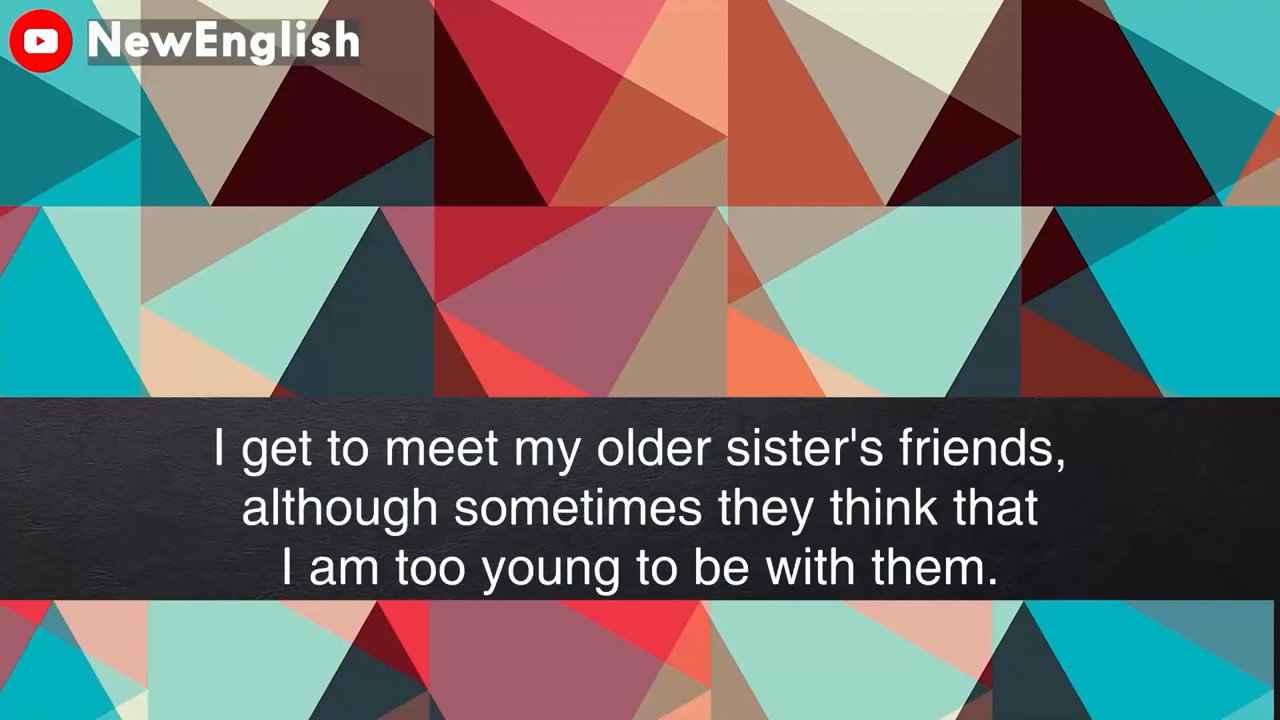 NewEnglish
I get to meet my older sister's friends,
although sometimes they think that
I am too young to be with them.